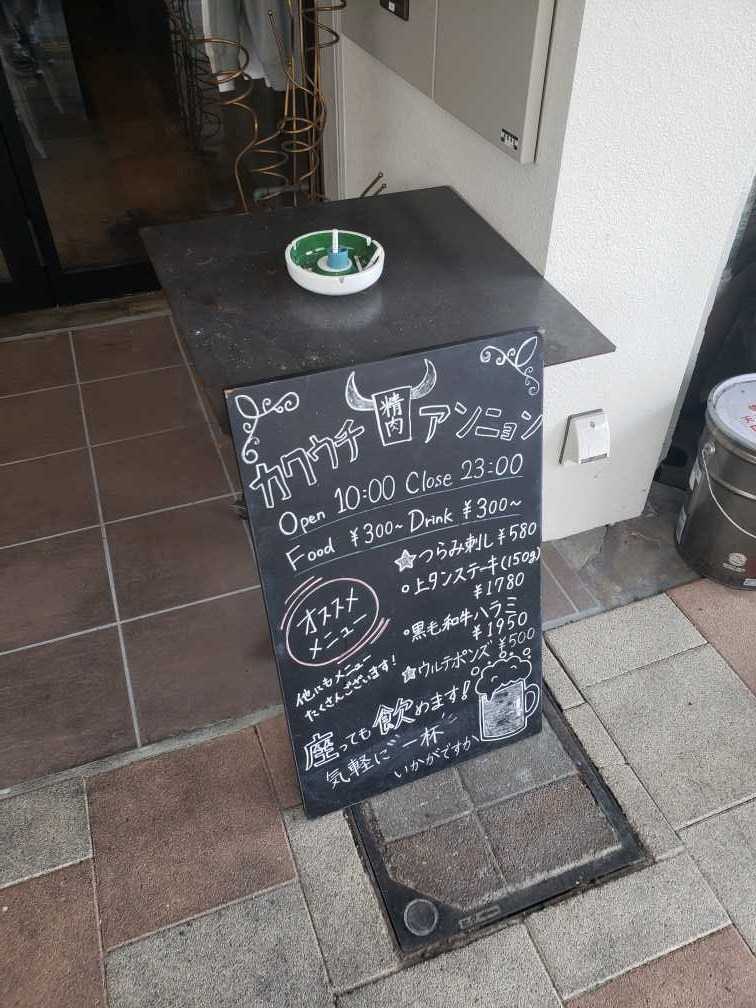 カクウチ 精肉 アンニョン
Open 10:00 Close 23:00
Food ¥300~ Drink ¥300~
オススメ
メニュー
☆つらみ刺し ¥580
○上タンステーキ(150g)
¥1780
○黒毛和牛ハラミ
¥1950
☆ウルテポンズ ¥500
他にもメニュー
たくさんございます!
座っても飲めます!
気軽に一杯
いかがですか